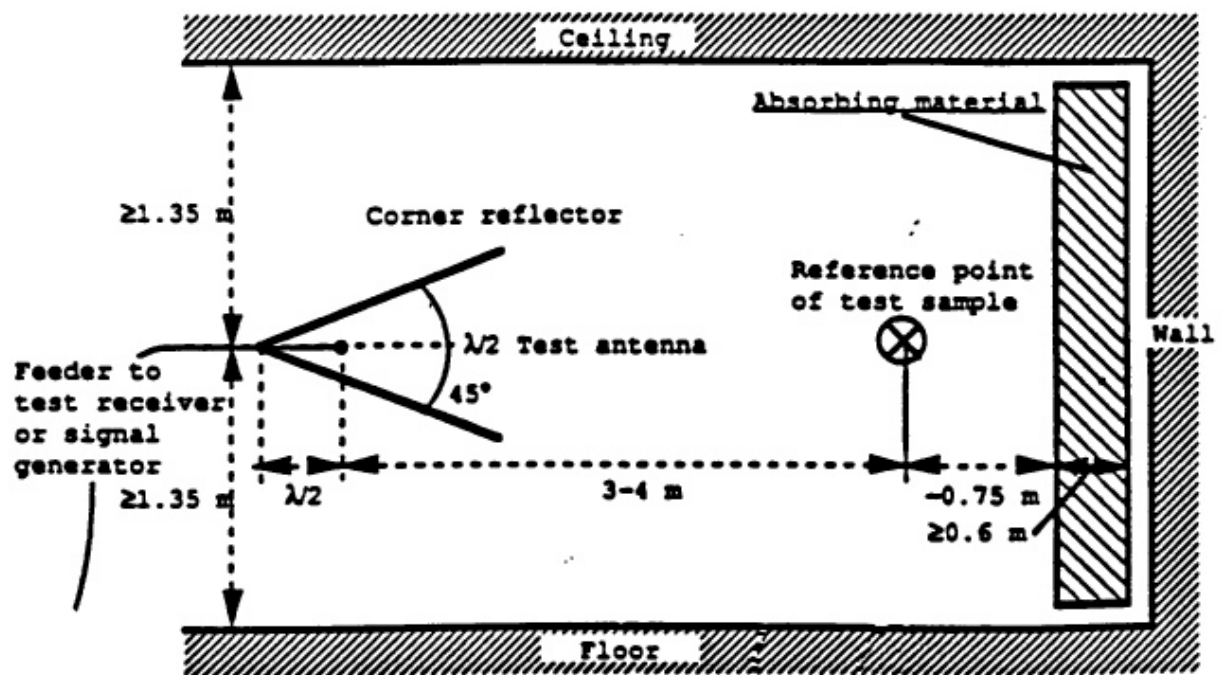 Ceiling
Absorbing material
≥1.35 m
Corner reflector
Reference point
of test sample
Wall
λ/2 Test antenna
Feeder to
test receiver
or signal
generator
45°
≥1.35 m
λ/2
3-4 m
~0.75 m
≥0.6 m
Floor